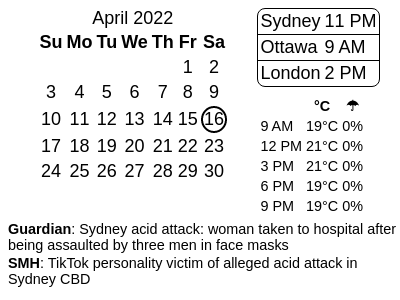 April 2022
Su Mo Tu We Th Fr Sa
1 2
3 4 5 6 7 8 9
10 11 12 13 14 15 16
17 18 19 20 21 22 23
24 25 26 27 28 29 30
Sydney 11 PM
Ottawa 9 AM
London 2 PM
°C ☂
9 AM 19°C 0%
12 PM 21°C 0%
3 PM 21°C 0%
6 PM 19°C 0%
9 PM 19°C 0%
Guardian: Sydney acid attack: woman taken to hospital after
being assaulted by three men in face masks
SMH: TikTok personality victim of alleged acid attack in
Sydney CBD